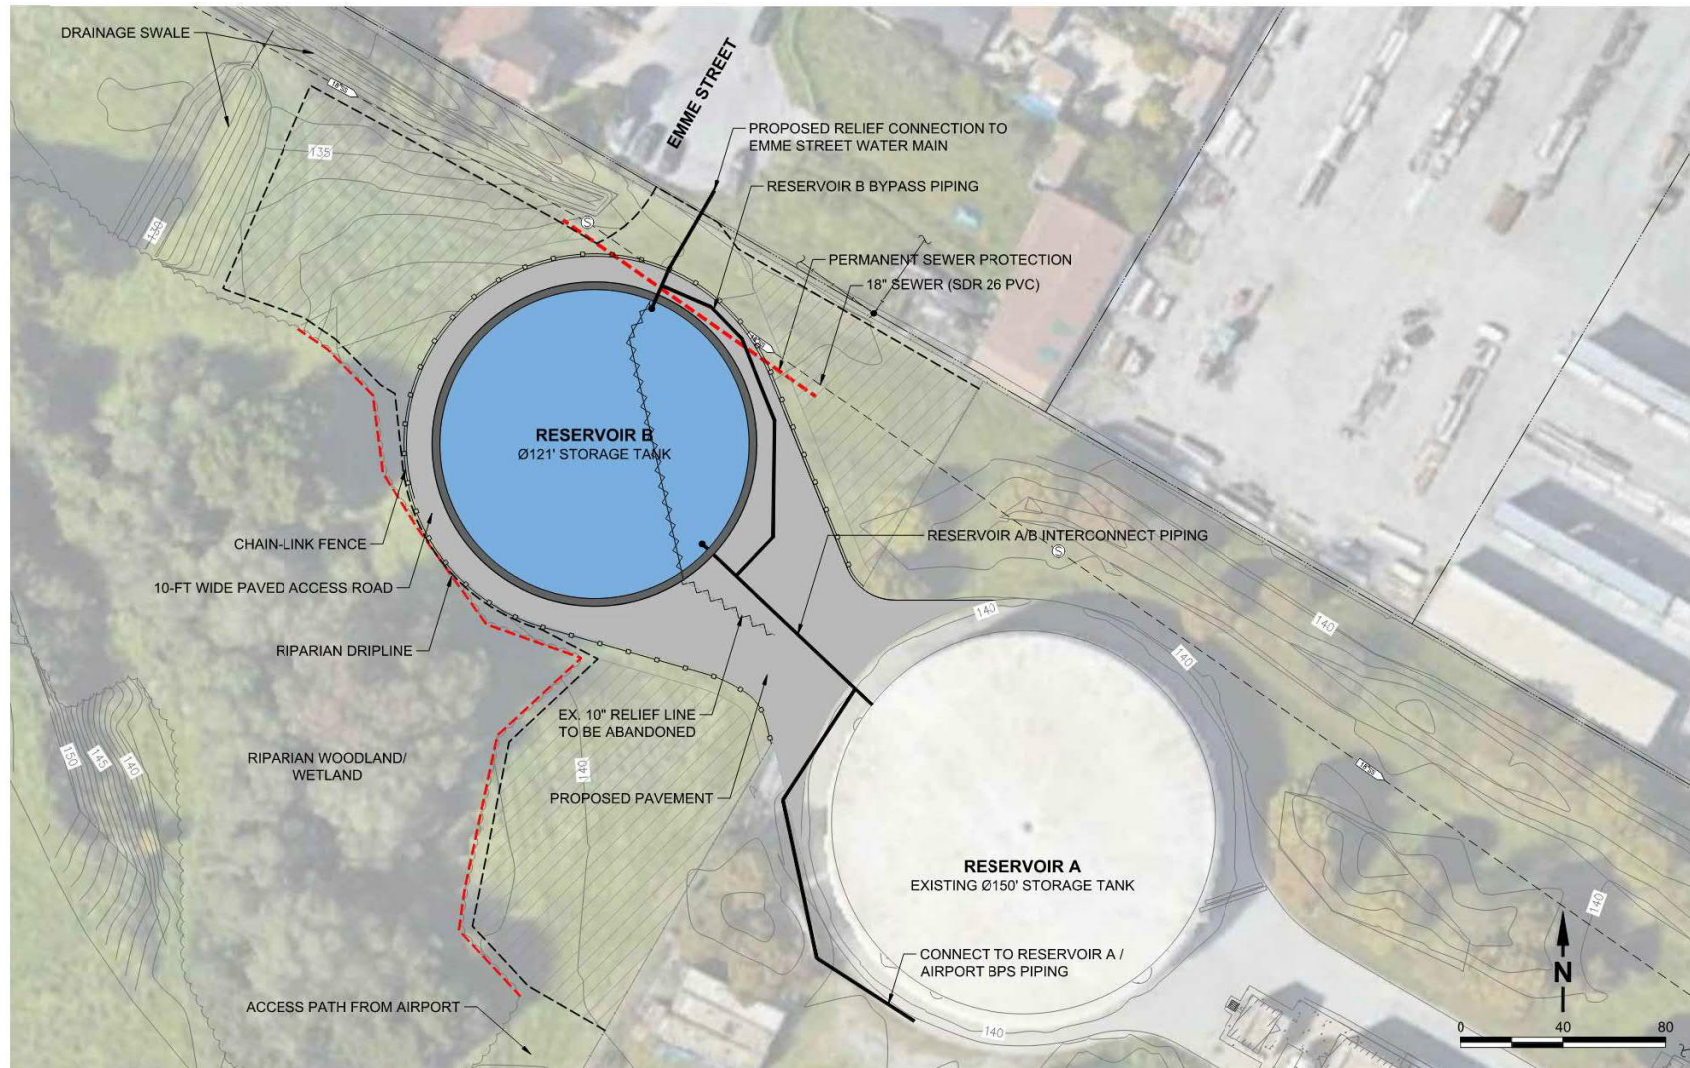 DRAINAGE SWALE
18"SS
EMME STREET
PROPOSED RELIEF CONNECTION TO
EMME STREET WATER MAIN
135
RESERVOIR B BYPASS PIPING
130
S
PERMANENT SEWER PROTECTION
18" SEWER (SDR 26 PVC)
RESERVOIR B
Ø121' STORAGE TANK
CHAIN-LINK FENCE
RESERVOIR A/B INTERCONNECT PIPING
S
10-FT WIDE PAVED ACCESS ROAD
140
140
140
RIPARIAN DRIPLINE
EX. 10" RELIEF LINE
TO BE ABANDONED
150
145
140
RIPARIAN WOODLAND/
WETLAND
140
18"SS
PROPOSED PAVEMENT
RESERVOIR A
EXISTING Ø150' STORAGE TANK
140
CONNECT TO RESERVOIR A /
AIRPORT BPS PIPING
N
ACCESS PATH FROM AIRPORT
140
0 40 80